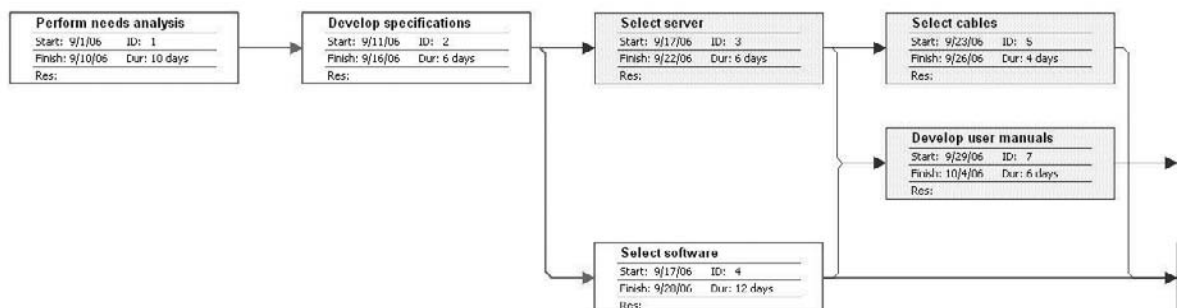 Perform needs analysis
Start: 9/1/06 ID: 1
Finish: 9/10/06 Dur: 10 days
Res:
Develop specifications
Start: 9/11/06 ID: 2
Finish: 9/16/06 Dur: 6 days
Res:
Select server
Start: 9/17/06 ID: 3
Finish: 9/22/06 Dur: 6 days
Res:
Select cables
Start: 9/23/06 ID: 5
Finish: 9/26/06 Dur: 4 days
Res:
Develop user manuals
Start: 9/29/06 ID: 7
Finish: 10/4/06 Dur: 6 days
Res:
Select software
Start: 9/17/06 ID: 4
Finish: 9/28/06 Dur: 12 days
Res: